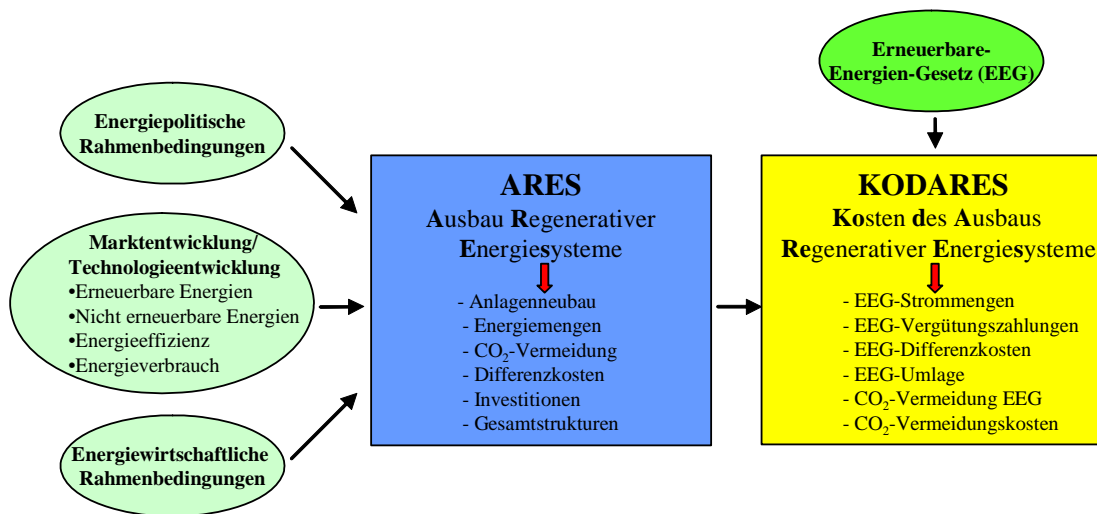 Erneuerbare-
Energien-Gesetz (EEG)
Energiepolitische
Rahmenbedingungen
Marktentwicklung/
Technologieentwicklung
•Erneuerbare Energien
•Nicht erneuerbare Energien
•Energieeffizienz
•Energieverbrauch
Energiewirtschaftliche
Rahmenbedingungen
ARES
Ausbau Regenerativer
Energiesysteme
- Anlagenneubau
- Energiemengen
- CO₂-Vermeidung
- Differenzkosten
- Investitionen
- Gesamtstrukturen
KODARES
Kosten des Ausbaus
Regenerativer Energiesysteme
- EEG-Strommengen
- EEG-Vergütungszahlungen
- EEG-Differenzkosten
- EEG-Umlage
- CO₂-Vermeidung EEG
- CO₂-Vermeidungskosten